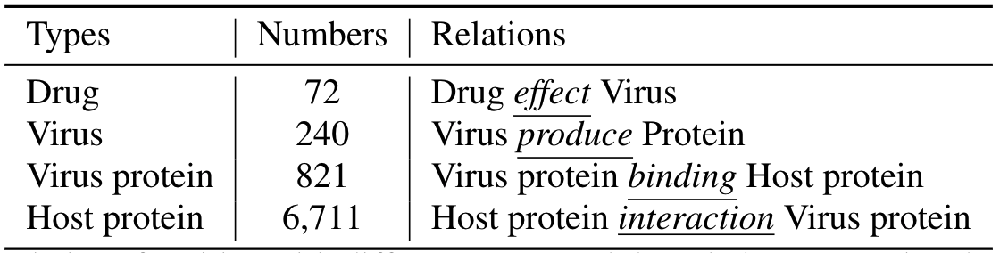 Types Numbers Relations
Drug 72 Drug effect Virus
Virus 240 Virus produce Protein
Virus protein 821 Virus protein binding Host protein
Host protein 6,711 Host protein interaction Virus protein